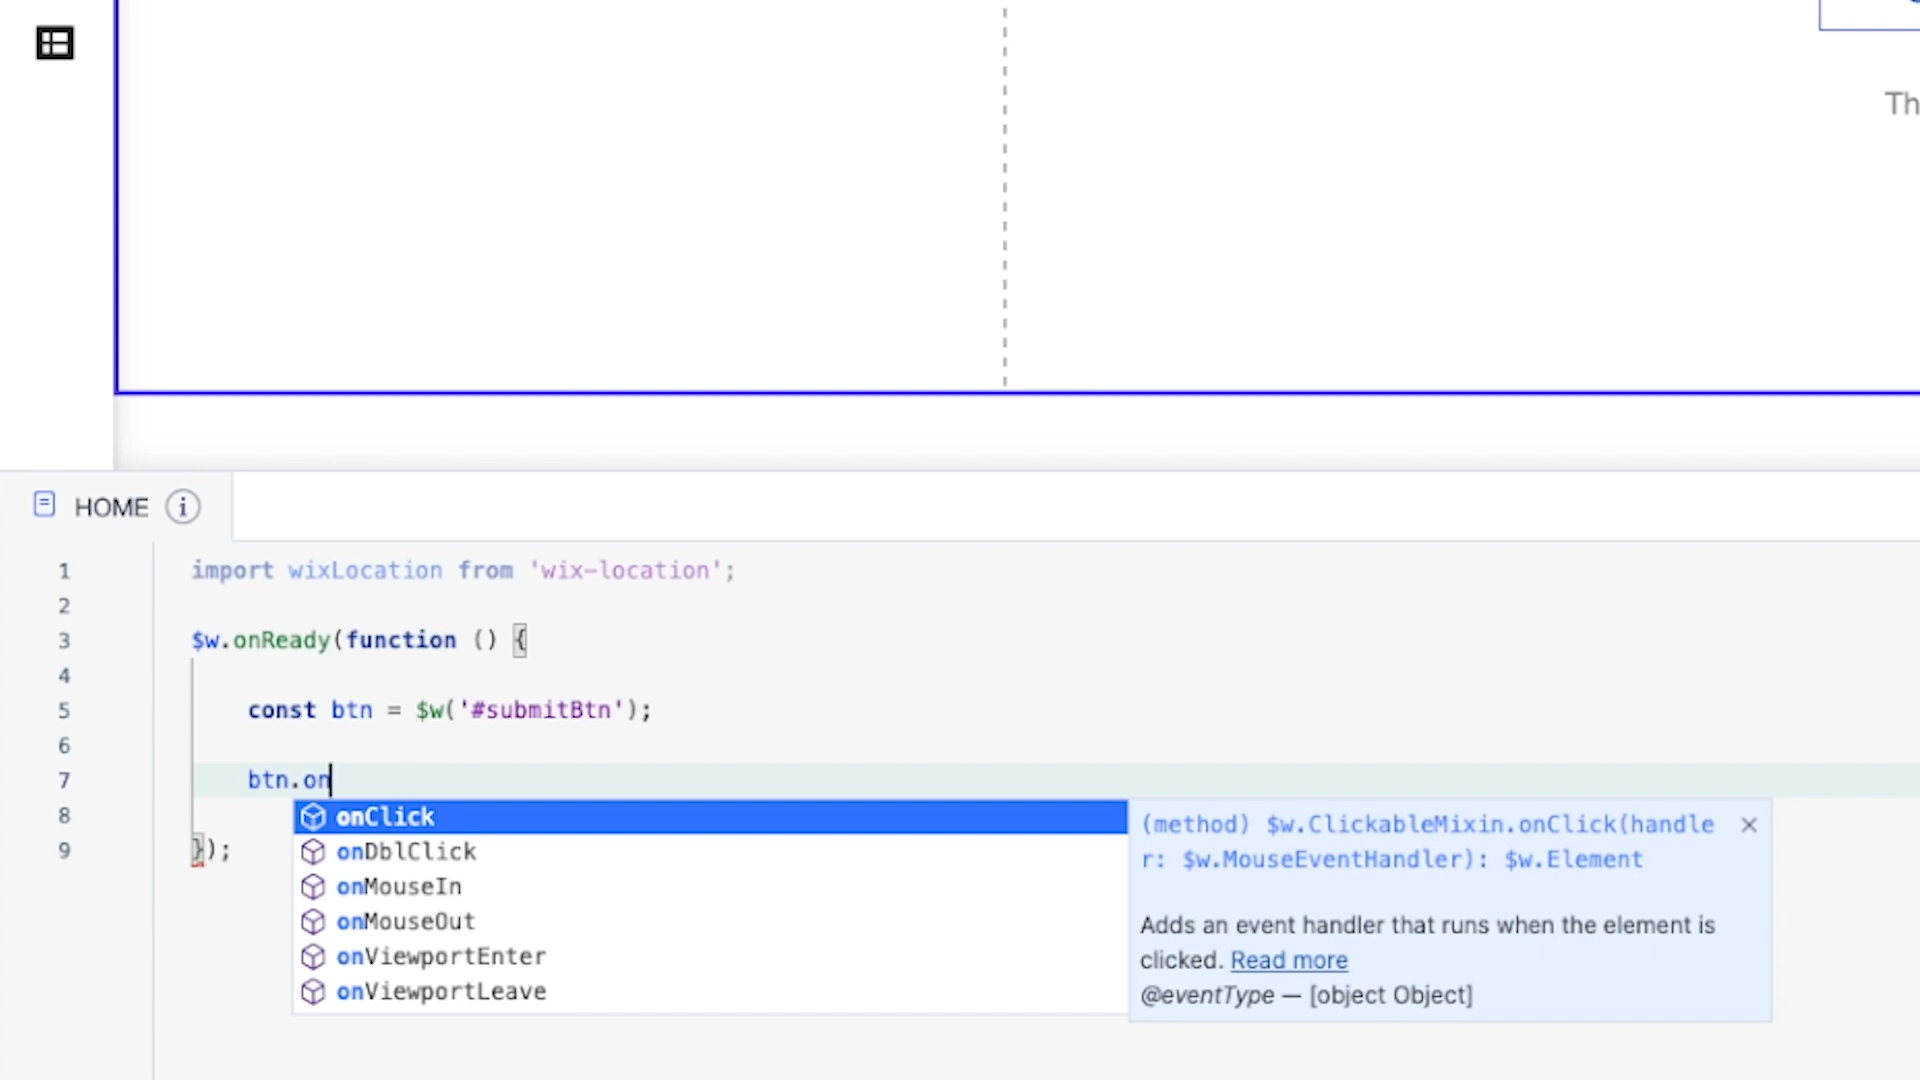 Th
HOME
1 import wixLocation from 'wix-location';
2
3 $w.onReady(function () {
4
5 const btn = $w('#submitBtn');
6
7 btn.on
8
9 });
onClick
onDblClick
onMouseIn
onMouseOut
onViewportEnter
onViewportLeave
(method) $w.ClickableMixin.onClick(handle
r: $w.MouseEventHandler): $w.Element
Adds an event handler that runs when the element is
clicked. Read more
@eventType — [object Object]